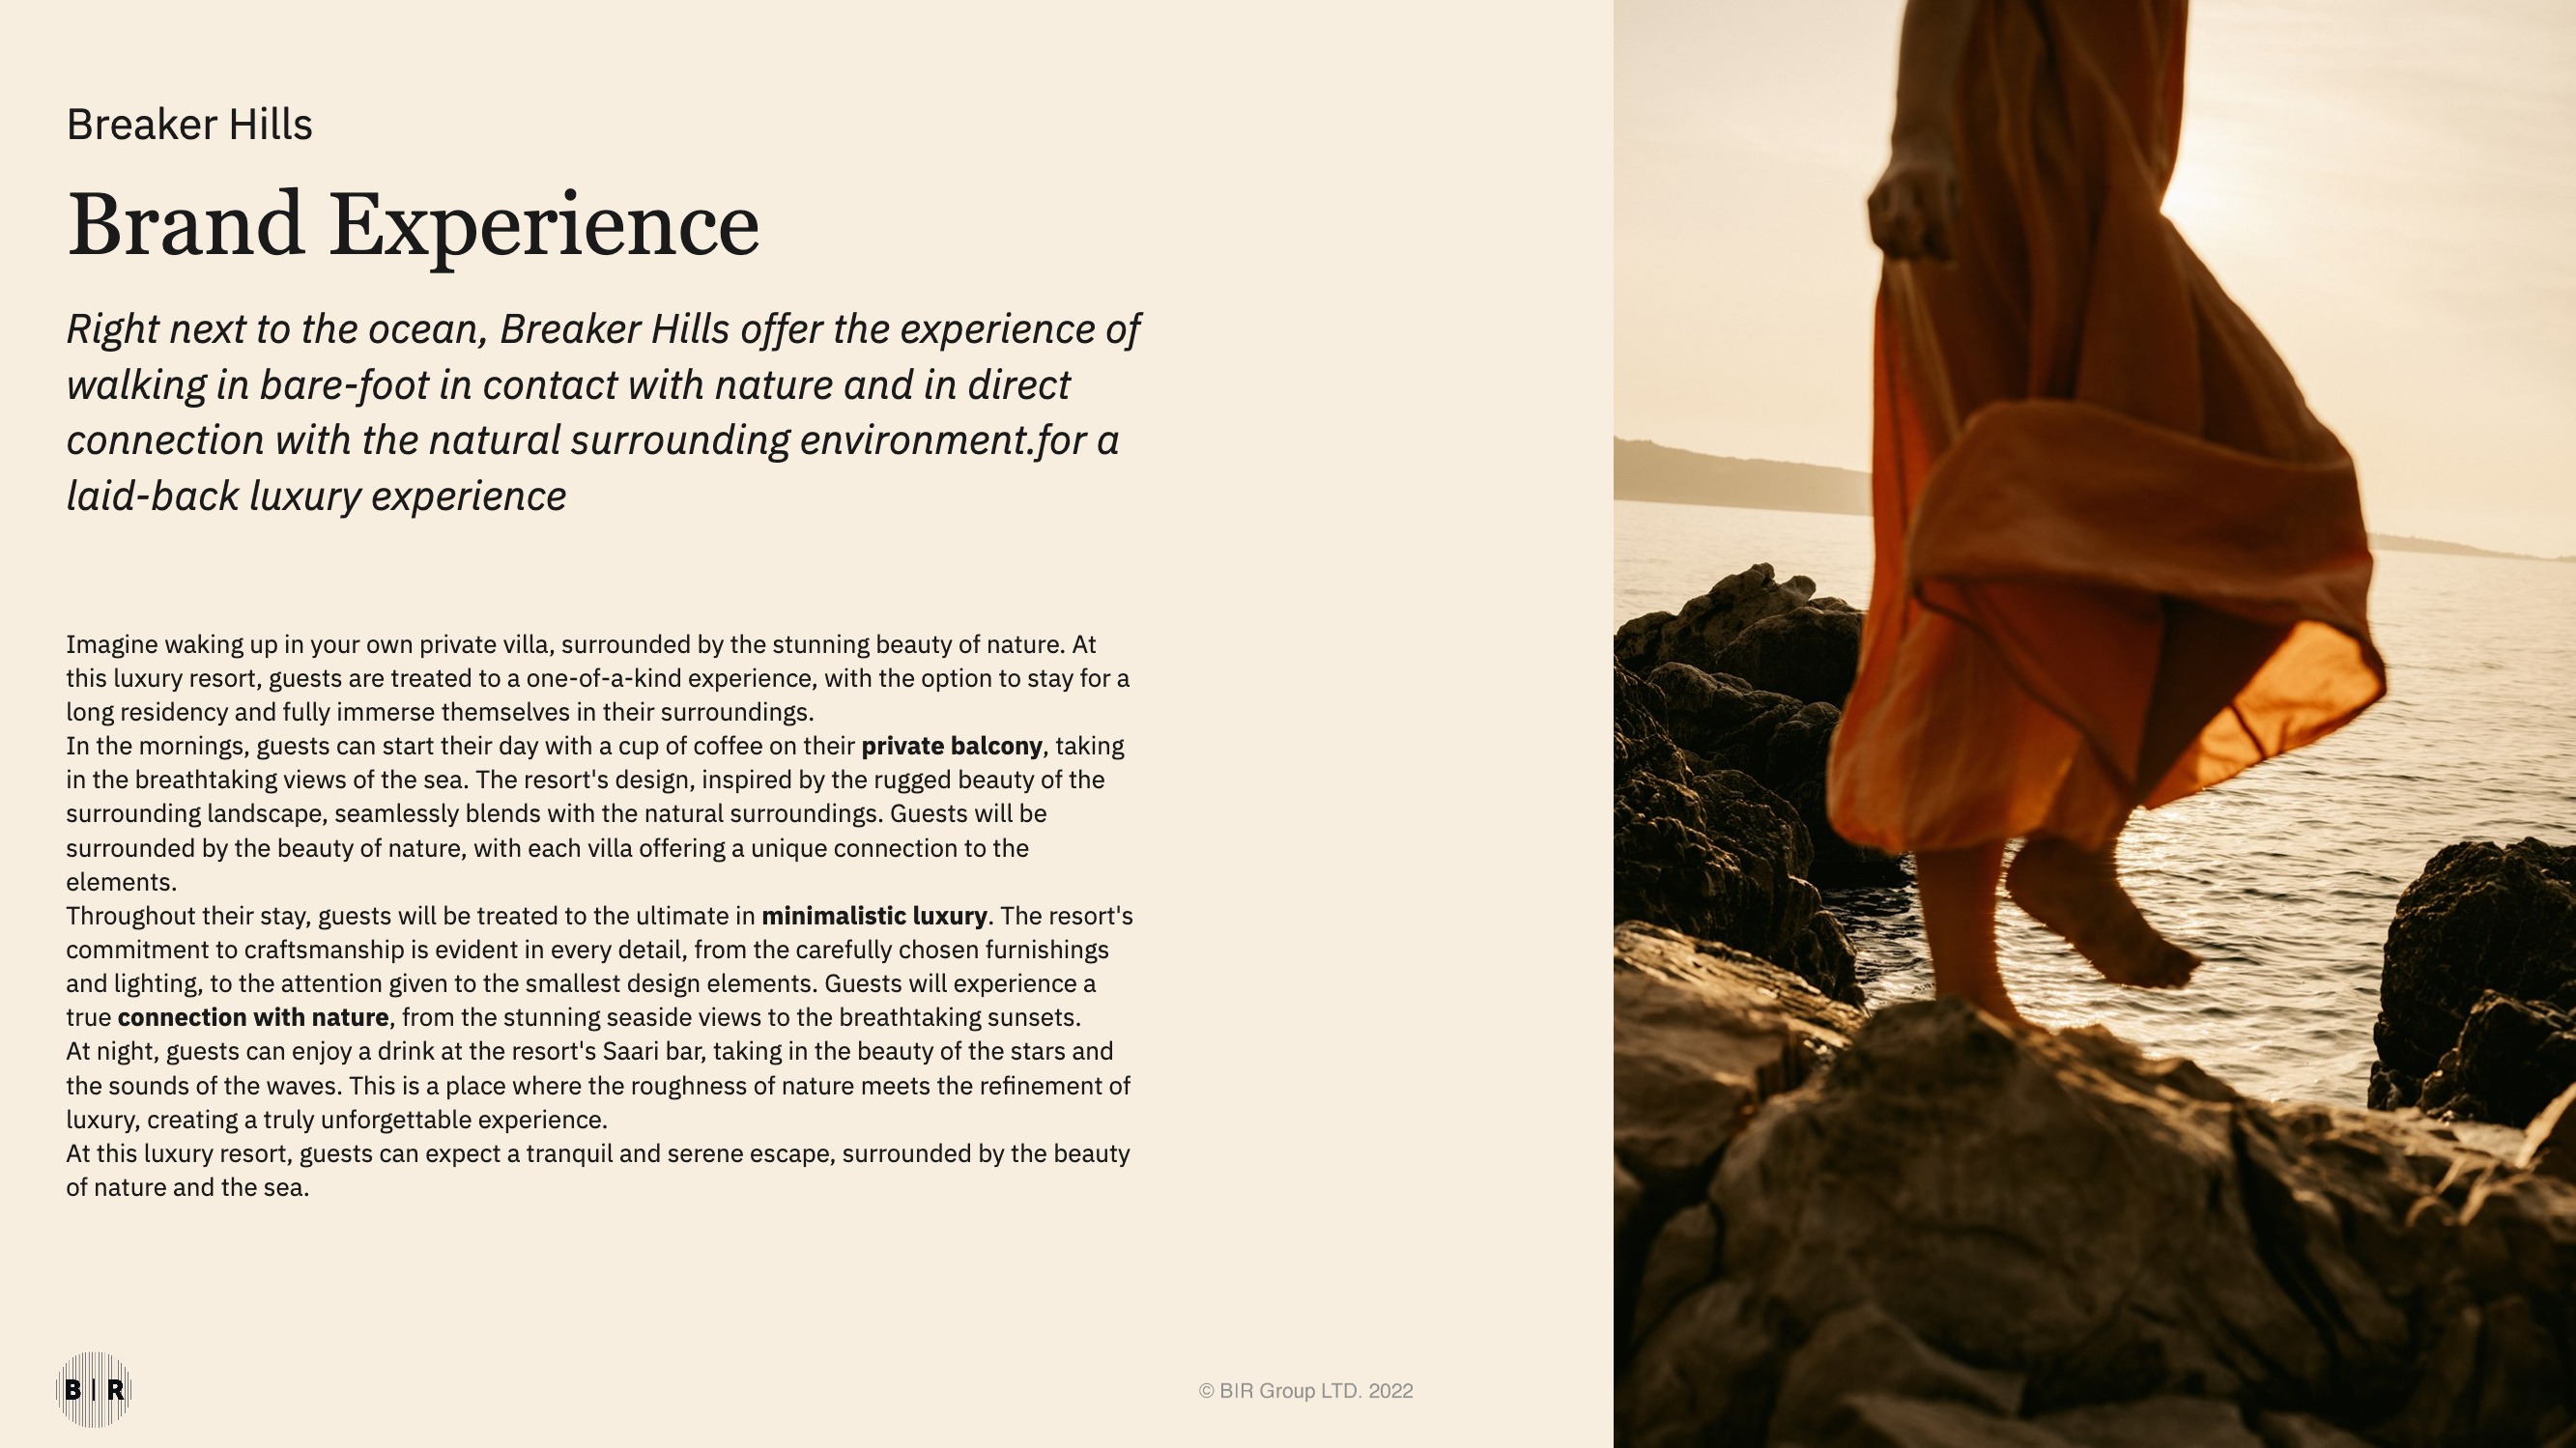 Breaker Hills
Brand Experience
Right next to the ocean, Breaker Hills offer the experience of
walking in bare-foot in contact with nature and in direct
connection with the natural surrounding environment.for a
laid-back luxury experience
Imagine waking up in your own private villa, surrounded by the stunning beauty of nature. At
this luxury resort, guests are treated to a one-of-a-kind experience, with the option to stay for a
long residency and fully immerse themselves in their surroundings.
In the mornings, guests can start their day with a cup of coffee on their private balcony, taking
in the breathtaking views of the sea. The resort's design, inspired by the rugged beauty of the
surrounding landscape, seamlessly blends with the natural surroundings. Guests will be
surrounded by the beauty of nature, with each villa offering a unique connection to the
elements.
Throughout their stay, guests will be treated to the ultimate in minimalistic luxury. The resort's
commitment to craftsmanship is evident in every detail, from the carefully chosen furnishings
and lighting, to the attention given to the smallest design elements. Guests will experience a
true connection with nature, from the stunning seaside views to the breathtaking sunsets.
At night, guests can enjoy a drink at the resort's Saari bar, taking in the beauty of the stars and
the sounds of the waves. This is a place where the roughness of nature meets the refinement of
luxury, creating a truly unforgettable experience.
At this luxury resort, guests can expect a tranquil and serene escape, surrounded by the beauty
of nature and the sea.
B|R
© B|R Group LTD. 2022